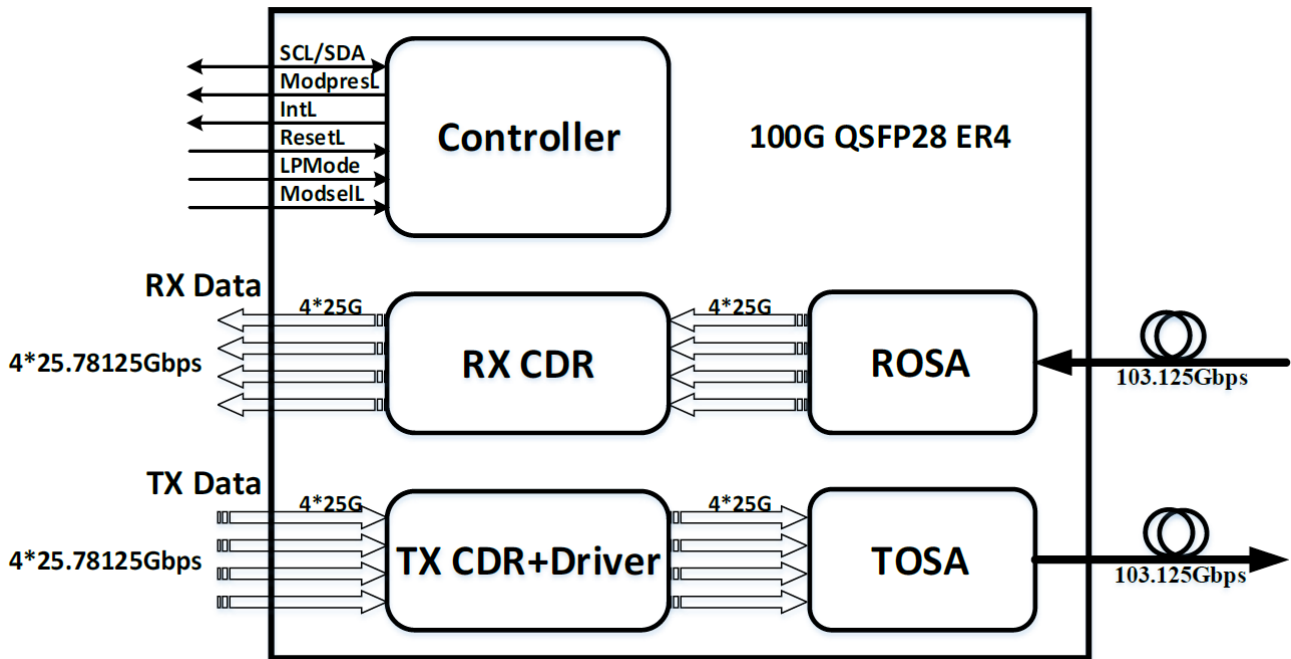 SCL/SDA
ModpresL
IntL
ResetL
LPMode
ModselL
Controller
100G QSFP28 ER4
RX Data
4*25G
4*25G
4*25.78125Gbps
RX CDR
ROSA
103.125Gbps
TX Data
4*25G
4*25G
4*25.78125Gbps
TX CDR+Driver
TOSA
103.125Gbps